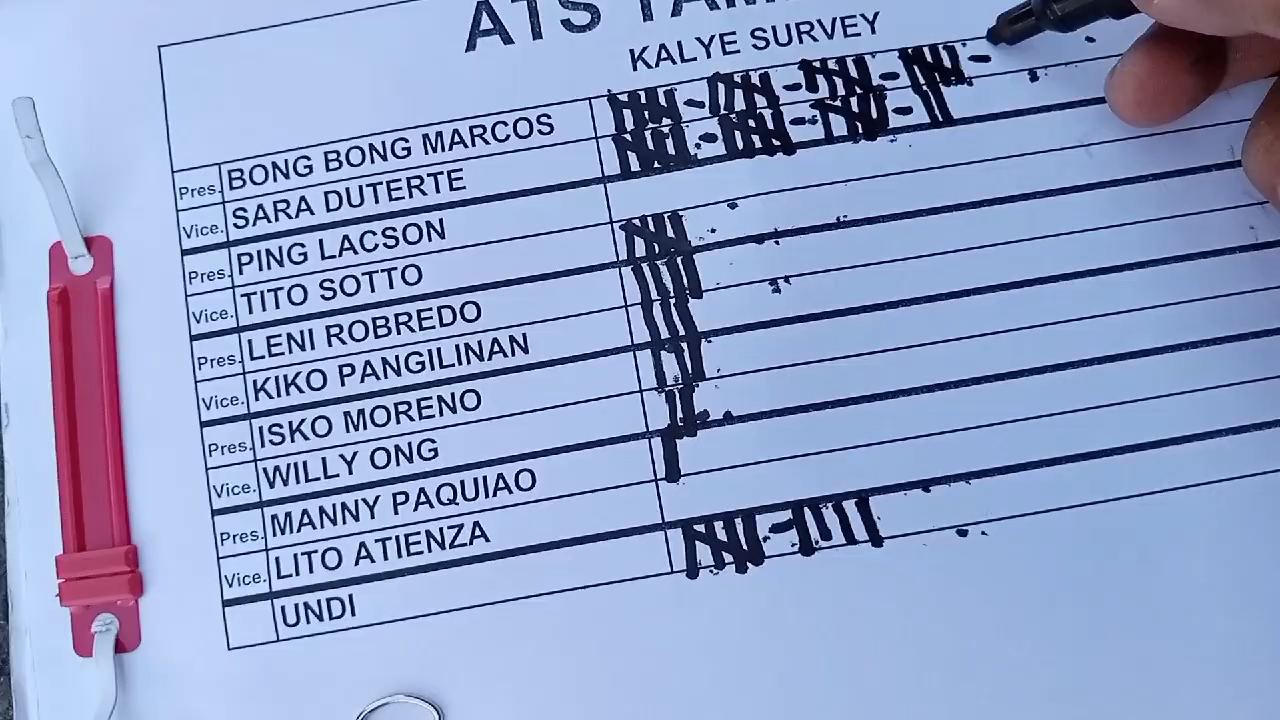 ATS
KALYE SURVEY
Pres. BONG BONG MARCOS
Vice. SARA DUTERTE
Pres. PING LACSON
Vice. TITO SOTTO
Pres. LENI ROBREDO
Vice. KIKO PANGILINAN
Pres. ISKO MORENO
Vice. WILLY ONG
Pres. MANNY PAQUIAO
Vice. LITO ATIENZA
UNDI